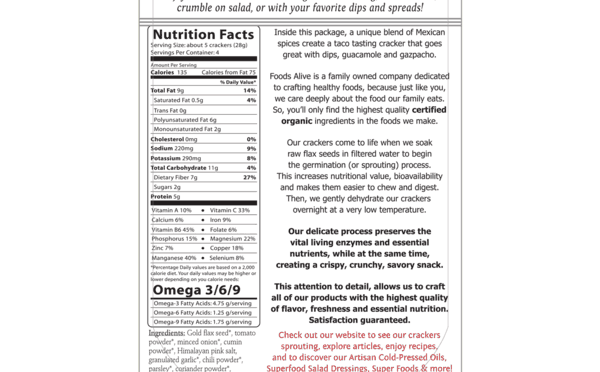 crumble on salad, or with your favorite dips and spreads!
Nutrition Facts
Serving Size: about 5 crackers (28g)
Servings Per Container: 4
Amount Per Serving
Calories 135 Calories from Fat 75
% Daily Value*
Total Fat 9g 14%
Saturated Fat 0.5g 4%
Trans Fat 0g
Polyunsaturated Fat 6g
Monounsaturated Fat 2g
Cholesterol 0mg 0%
Sodium 220mg 9%
Potassium 290mg 8%
Total Carbohydrate 11g 4%
Dietary Fiber 7g 27%
Sugars 2g
Protein 5g
Vitamin A 10% ◆ Vitamin C 33%
Calcium 6% ◆ Iron 9%
Vitamin B6 45% ◆ Folate 6%
Phosphorus 15% ◆ Magnesium 22%
Zinc 7% ◆ Copper 18%
Manganese 40% ◆ Selenium 8%
*Percentage Daily values are based on a 2,000
calorie diet. Your daily values may be higher or
lower depending on you calorie needs:
Omega 3/6/9
Omega-3 Fatty Acids: 4.75 g/serving
Omega-6 Fatty Acids: 1.25 g/serving
Omega-9 Fatty Acids: 1.75 g/serving
Ingredients: Gold flax seed*, tomato
powder*, minced onion*, cumin
powder*, Himalayan pink salt,
granulated garlic*, chili powder*,
parsley*, coriander powder*,
Inside this package, a unique blend of Mexican
spices create a taco tasting cracker that goes
great with dips, guacamole and gazpacho.
Foods Alive is a family owned company dedicated
to crafting healthy foods, because just like you,
we care deeply about the food our family eats.
So, you'll only find the highest quality certified
organic ingredients in the foods we make.
Our crackers come to life when we soak
raw flax seeds in filtered water to begin
the germination (or sprouting) process.
This increases nutritional value, bioavailability
and makes them easier to chew and digest.
Then, we gently dehydrate our crackers
overnight at a very low temperature.
Our delicate process preserves the
vital living enzymes and essential
nutrients, while at the same time,
creating a crispy, crunchy, savory snack.
This attention to detail, allows us to craft
all of our products with the highest quality
of flavor, freshness and essential nutrition.
Satisfaction guaranteed.
Check out our website to see our crackers
sprouting, explore articles, enjoy recipes,
and to discover our Artisan Cold-Pressed Oils,
Superfood Salad Dressings, Super Foods & more!